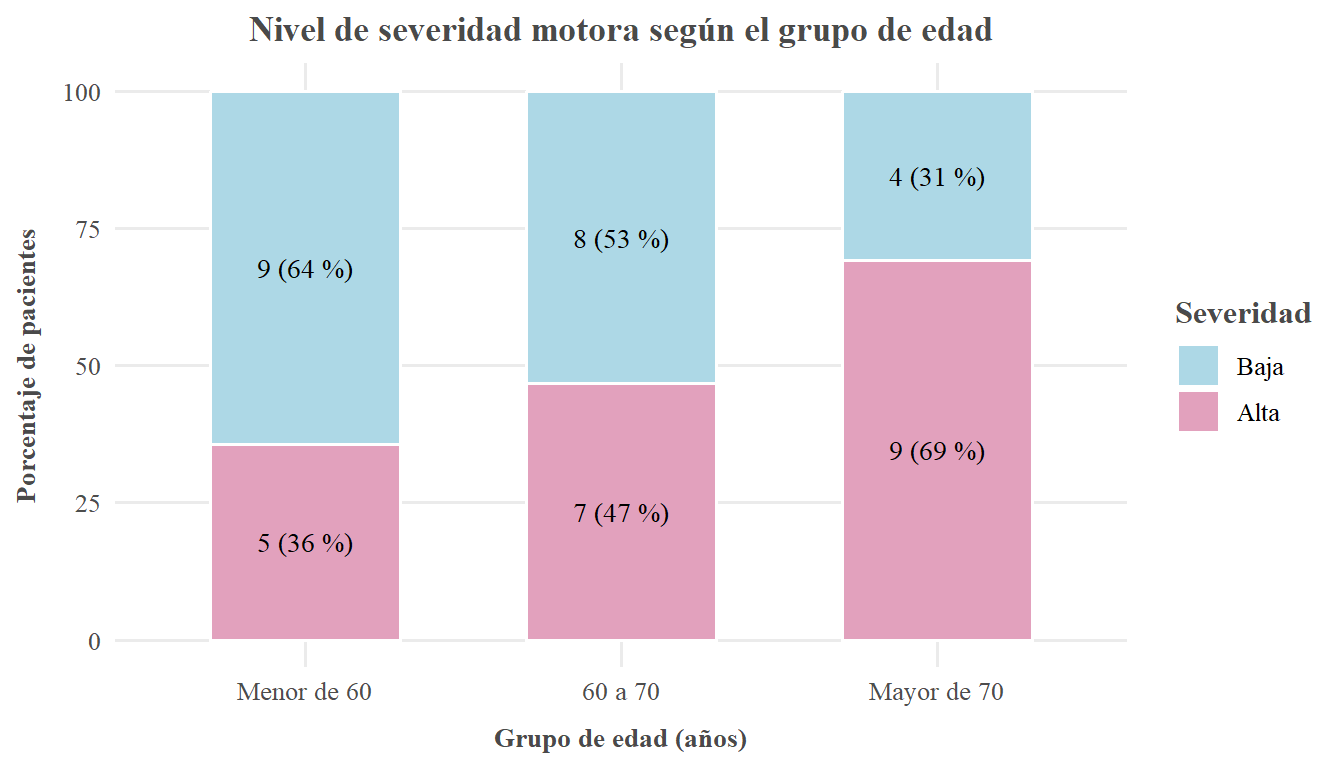 Nivel de severidad motora según el grupo de edad
Porcentaje de pacientes
100
75
50
25
0
9 (64 %)
5 (36 %)
8 (53 %)
7 (47 %)
4 (31 %)
9 (69 %)
Menor de 60
60 a 70
Mayor de 70
Grupo de edad (años)
Severidad
Baja
Alta